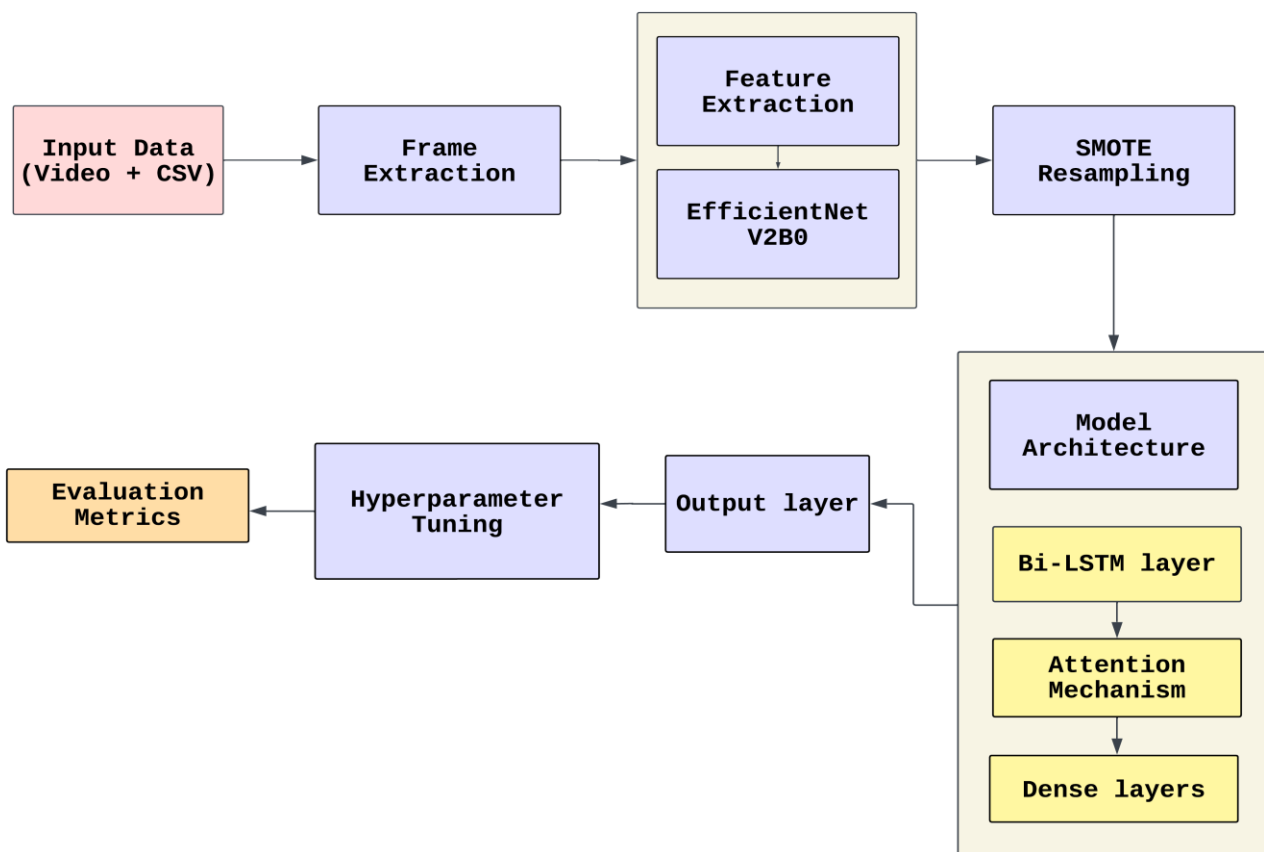 Input Data
(Video + CSV)
Frame
Extraction
Feature
Extraction
EfficientNet
V2B0
SMOTE
Resampling
Model
Architecture
Bi-LSTM layer
Attention
Mechanism
Dense layers
Output layer
Hyperparameter
Tuning
Evaluation
Metrics